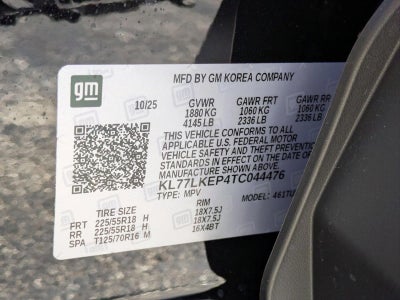 gm
MFD BY GM KOREA COMPANY
10/25 GVWR GAWR FRT GAWR RR
1880 KG 1060 KG 1060 KG
4145 LB 2336 LB 2336 LB
THIS VEHICLE CONFORMS TO ALL
APPLICABLE U.S. FEDERAL MOTOR
VEHICLE SAFETY AND THEFT PREVENTION
STANDARDS IN EFFECT ON THE DATE OF
MANUFACTURE SHOWN ABOVE.
KL77LKEP4TC044476
TYPE: MPV MODEL: 461TU
TIRE SIZE RIM
FRT 225/55R18 H 18X7.5J
RR 225/55R18 H 18X7.5J
SPA T125/70R16 M 16X4BT